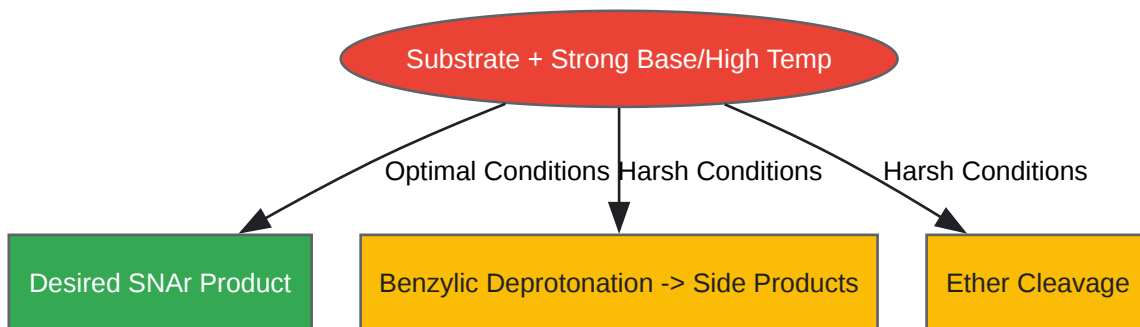 Substrate + Strong Base/High Temp
Optimal Conditions
Harsh Conditions
Harsh Conditions
Desired SNAr Product
Benzylic Deprotonation -> Side Products
Ether Cleavage